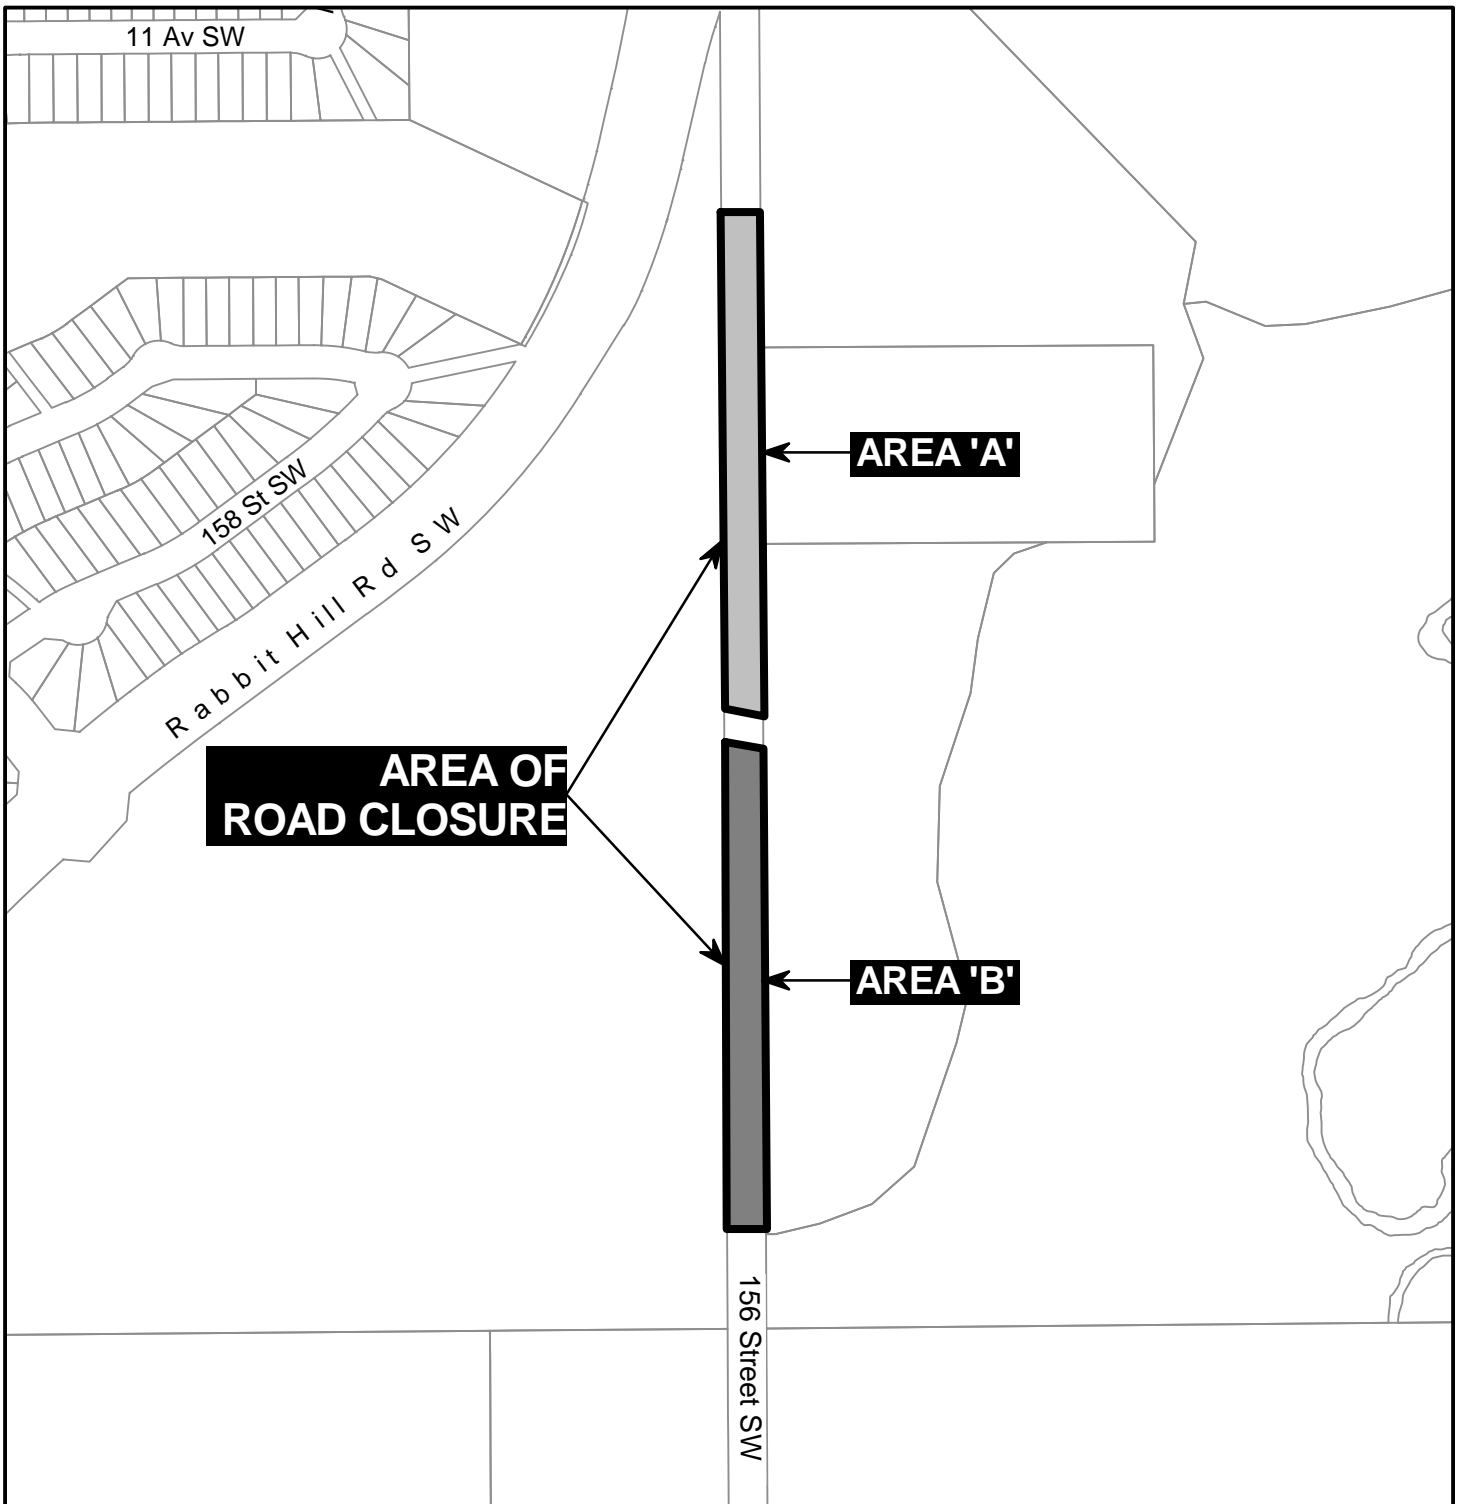 11 Av SW
AREA 'A'
158 St SW
Rabbit Hill Rd SW
AREA OF
ROAD CLOSURE
AREA 'B'
156 Street SW